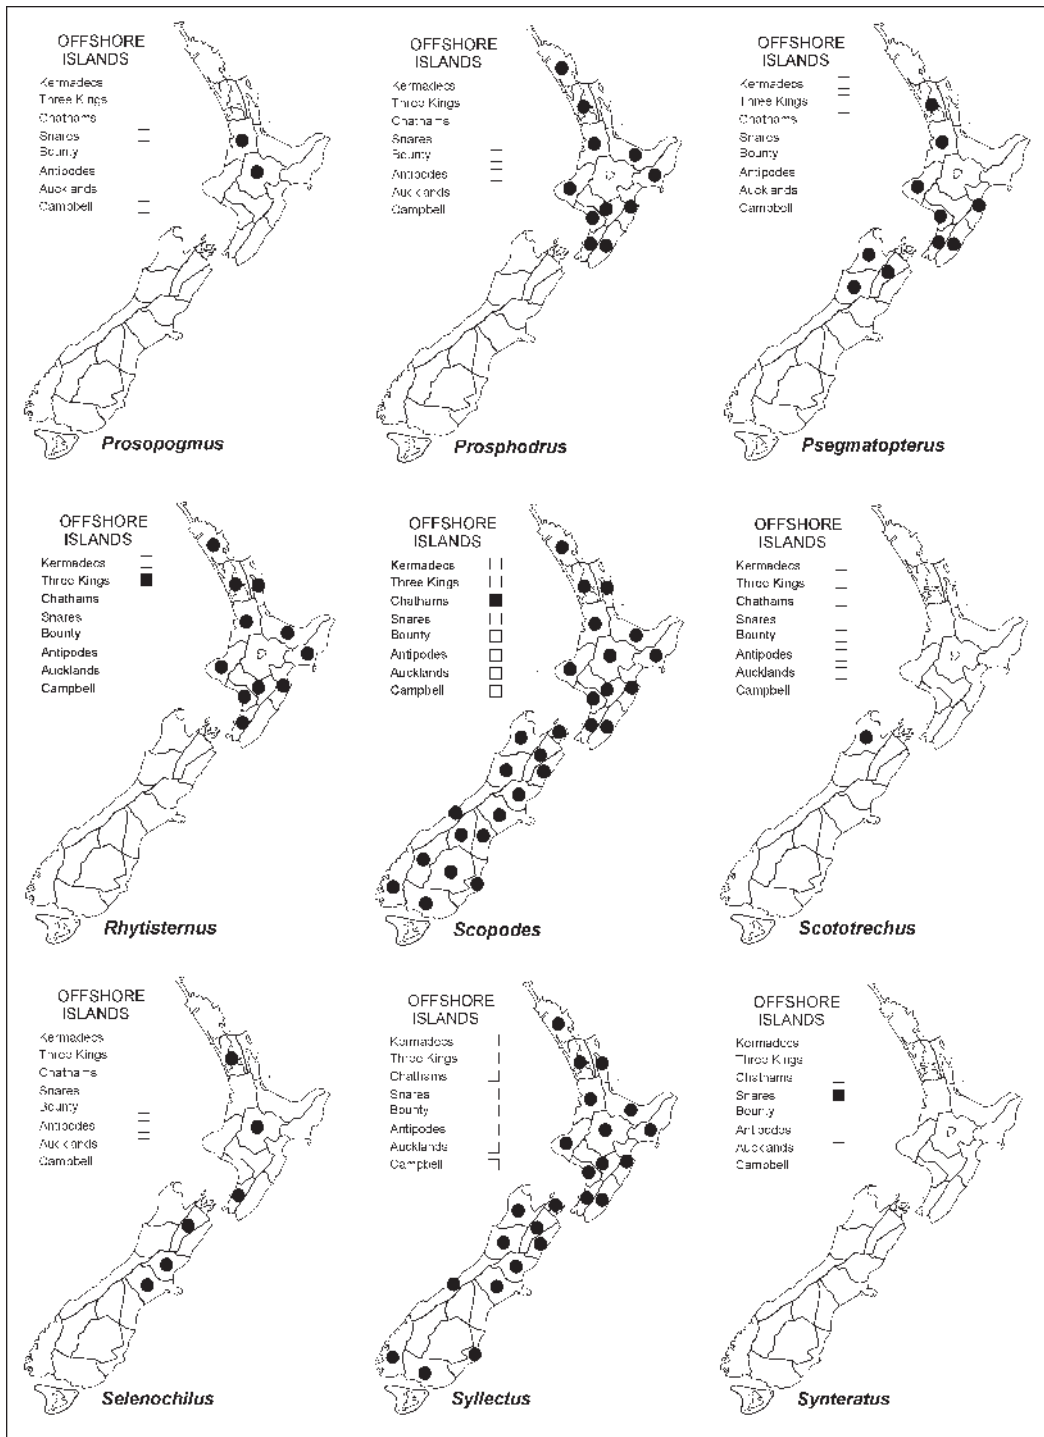 OFFSHORE
ISLANDS
Kermadecs
Three Kings
Chathams
Snares
Bounty
Antipodes
Aucklands
Campbell
Prosopogmus
OFFSHORE
ISLANDS
Kermadecs
Three Kings
Chathams
Snares
Bounty
Antipodes
Aucklands
Campbell
Prosphodrus
OFFSHORE
ISLANDS
Kermadecs
Three Kings
Chathams
Snares
Bounty
Antipodes
Aucklands
Campbell
Psegmatopterus
OFFSHORE
ISLANDS
Kermadecs
Three Kings
Chathams
Snares
Bounty
Antipodes
Aucklands
Campbell
Rhytisternus
OFFSHORE
ISLANDS
Kermadecs
Three Kings
Chathams
Snares
Bounty
Antipodes
Aucklands
Campbell
Scopodes
OFFSHORE
ISLANDS
Kermadecs
Three Kings
Chathams
Snares
Bounty
Antipodes
Aucklands
Campbell
Scototrechus
OFFSHORE
ISLANDS
Kermadecs
Three Kings
Chathams
Snares
Bounty
Antipodes
Aucklands
Campbell
Selenochilus
OFFSHORE
ISLANDS
Kermadecs
Three Kings
Chathams
Snares
Bounty
Antipodes
Aucklands
Campbell
Syllectus
OFFSHORE
ISLANDS
Kermadecs
Three Kings
Chathams
Snares
Bounty
Antipodes
Aucklands
Campbell
Synteratus